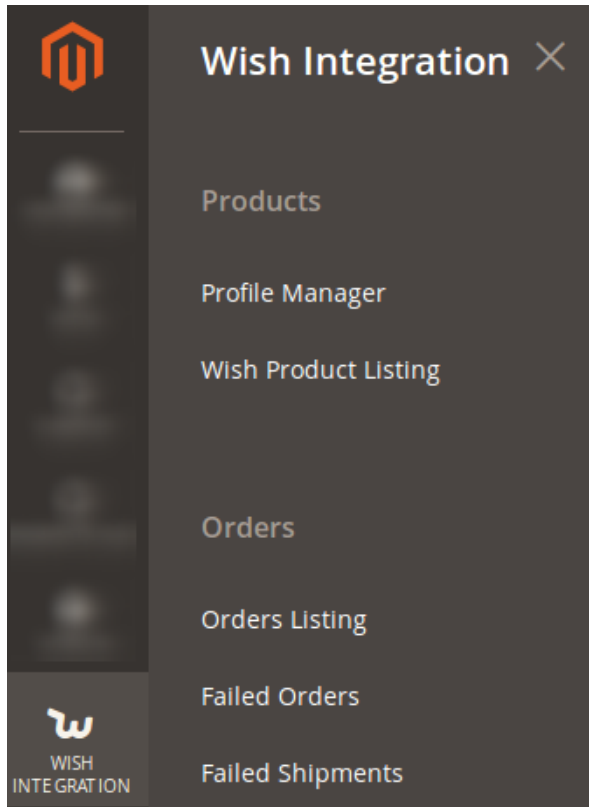 Wish Integration
Products
Profile Manager
Wish Product Listing
Orders
Orders Listing
Failed Orders
Failed Shipments
WISH
INTEGRATION